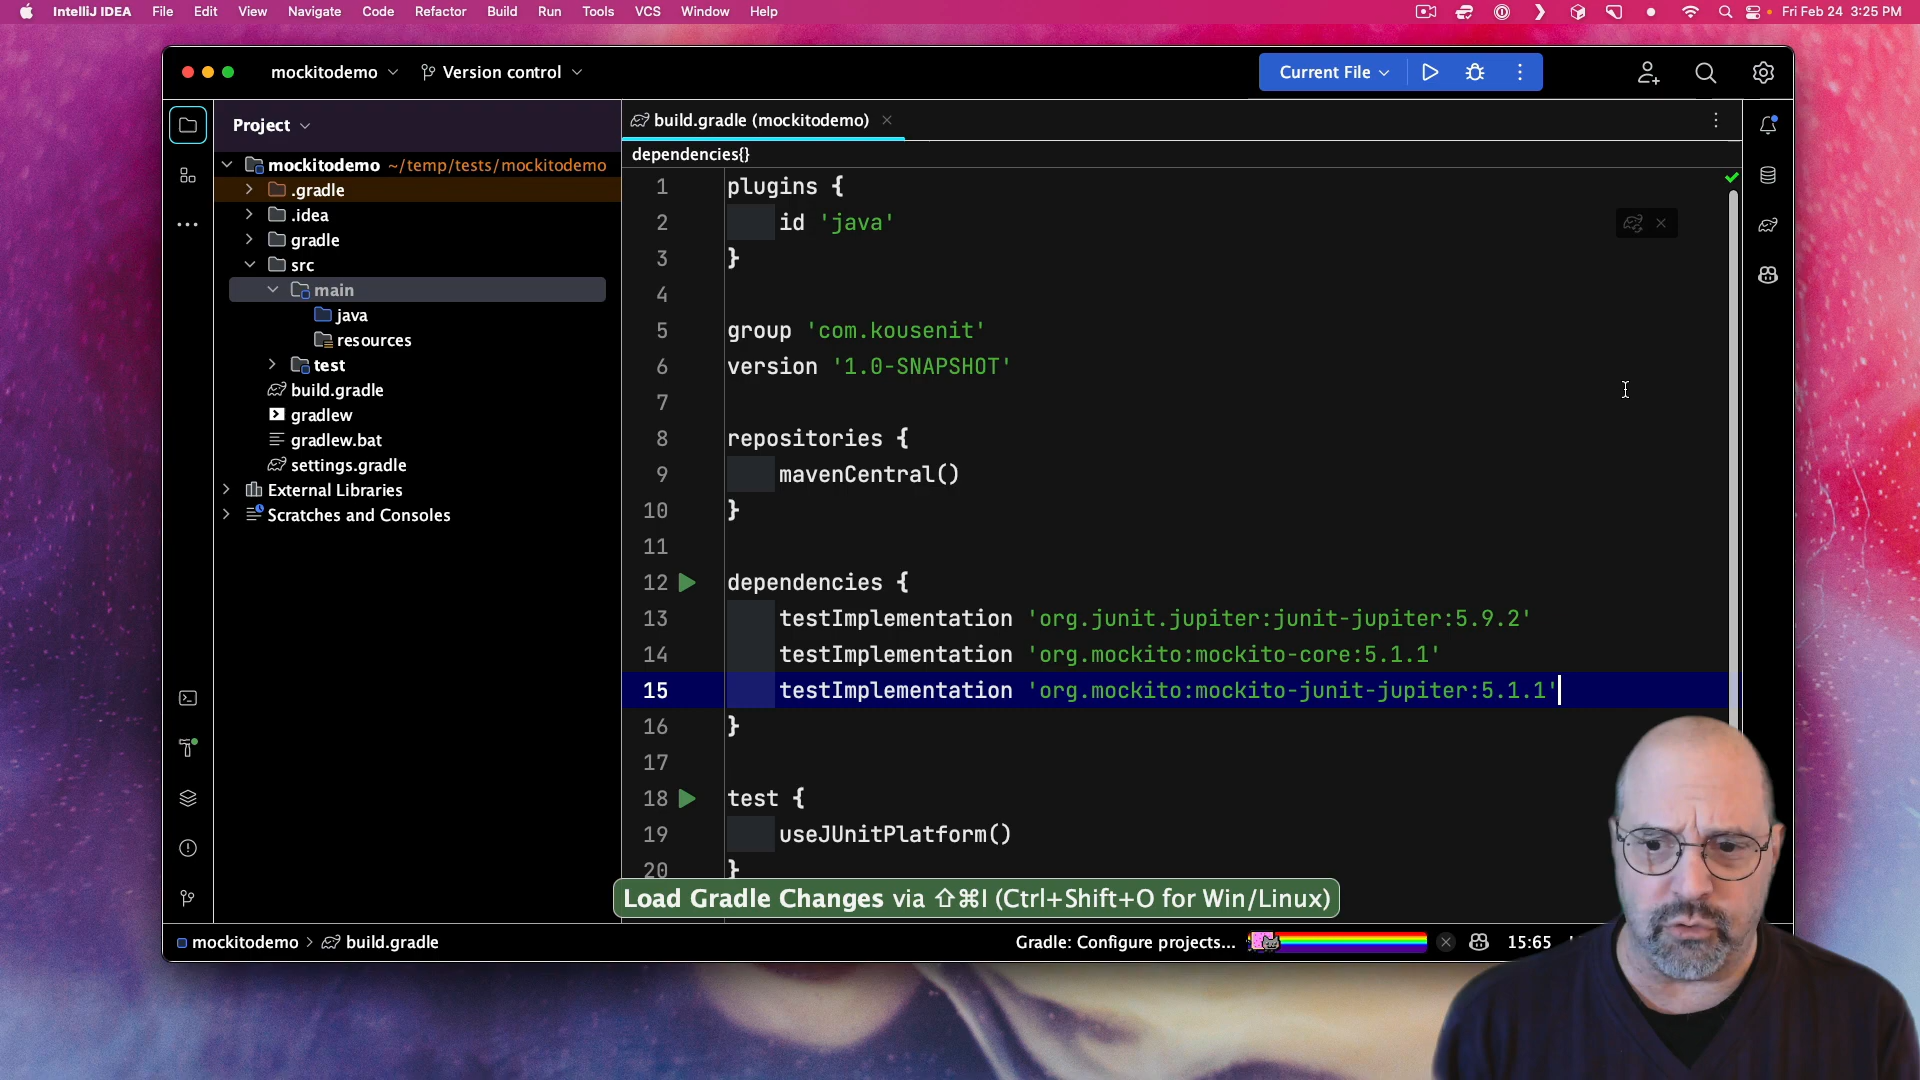 IntelliJ IDEA File Edit View Navigate Code Refactor Build Run Tools VCS Window Help Fri Feb 24 3:25 PM
mockitodemo Version control Current File
Project
build.gradle (mockitodemo)
dependencies{}
mockitodemo ~/temp/tests/mockitodemo
.gradle
.idea
gradle
src
main
java
resources
test
build.gradle
gradlew
gradlew.bat
settings.gradle
External Libraries
Scratches and Consoles
1 plugins {
2 id 'java'
3 }
4
5 group 'com.kousenit'
6 version '1.0-SNAPSHOT'
7
8 repositories {
9 mavenCentral()
10 }
11
12 dependencies {
13 testImplementation 'org.junit.jupiter:junit-jupiter:5.9.2'
14 testImplementation 'org.mockito:mockito-core:5.1.1'
15 testImplementation 'org.mockito:mockito-junit-jupiter:5.1.1'
16 }
17
18 test {
19 useJUnitPlatform()
20 }
Load Gradle Changes via ⇧⌘I (Ctrl+Shift+O for Win/Linux)
mockitodemo > build.gradle Gradle: Configure projects... 15:65